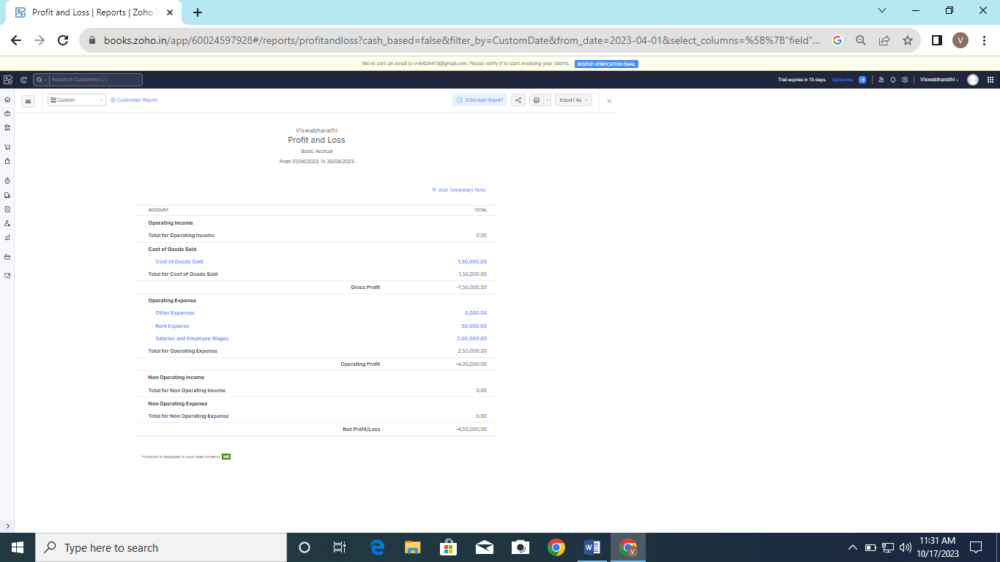 Profit and Loss | Reports | Zoho
books.zoho.in/app/60024597928#/reports/profitandloss?cash_based=false&filter_by=CustomDate&from_date=2023-04-01&select_columns=%5B%7B"field"...
V
We've sent an email to vv8424413@gmail.com. Please verify it to start invoicing your clients. RESEND VERIFICATION EMAIL
Search in Customers ( / ) Trial expires in 13 days. Subscribe Viswabharathi
Custom Customize Report Schedule Report Export As
Viswabharathi
Profit and Loss
Basis: Accrual
From 01/04/2023 To 30/04/2023
+ Add Temporary Note
ACCOUNT TOTAL
Operating Income
Total for Operating Income 0.00
Cost of Goods Sold
Cost of Goods Sold 1,50,000.00
Total for Cost of Goods Sold 1,50,000.00
Gross Profit -1,50,000.00
Operating Expense
Other Expenses 5,000.00
Rent Expense 50,000.00
Salaries and Employee Wages 2,00,000.00
Total for Operating Expense 2,55,000.00
Operating Profit -4,05,000.00
Non Operating Income
Total for Non Operating Income 0.00
Non Operating Expense
Total for Non Operating Expense 0.00
Net Profit/Loss -4,05,000.00
**Amount is displayed in your base currency INR
Type here to search
11:31 AM
10/17/2023